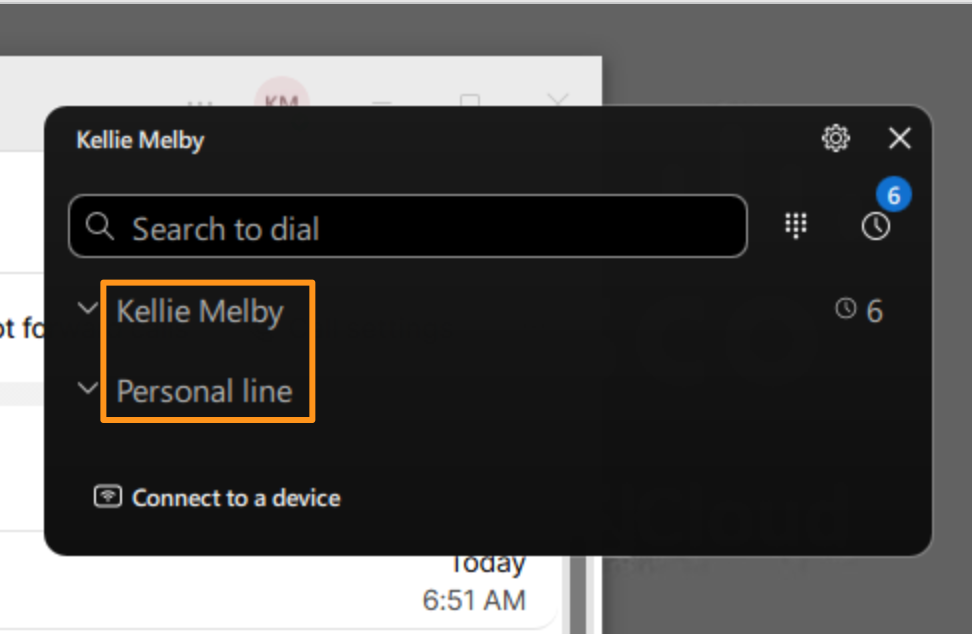 KM
Kellie Melby
6
Search to dial
Kellie Melby 6
ot fo
Personal line
Connect to a device
Today
6:51 AM